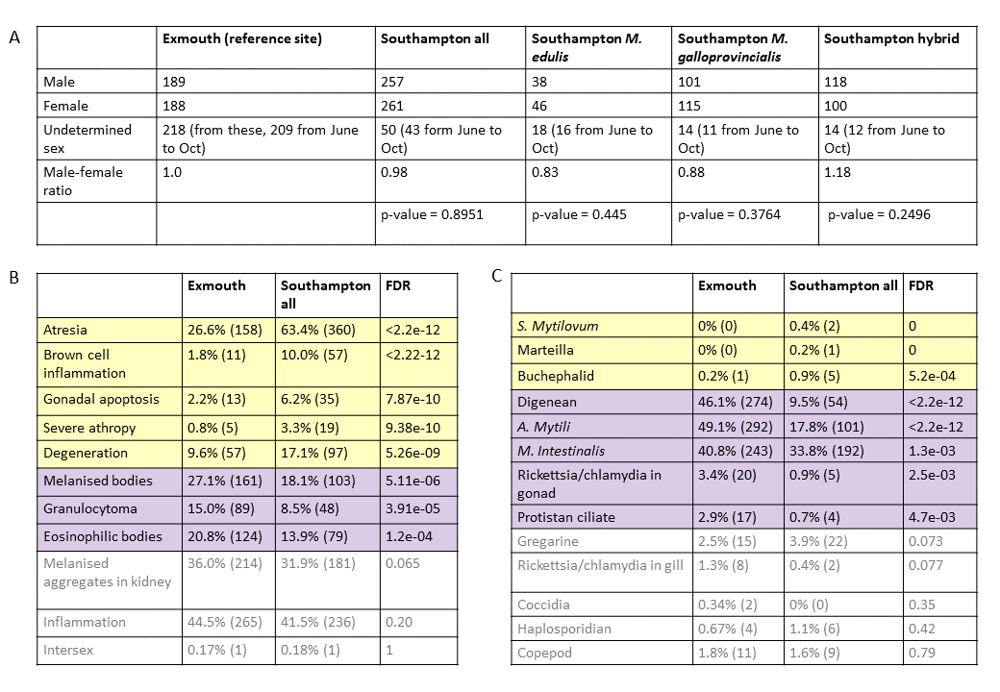 A
Exmouth (reference site) Southampton all Southampton M. edulis Southampton M. galloprovincialis Southampton hybrid
Male 189 257 38 101 118
Female 188 261 46 115 100
Undetermined sex 218 (from these, 209 from June to Oct) 50 (43 form June to Oct) 18 (16 from June to Oct) 14 (11 from June to Oct) 14 (12 from June to Oct)
Male-female ratio 1.0 0.98 0.83 0.88 1.18
p-value = 0.8951 p-value = 0.445 p-value = 0.3764 p-value = 0.2496
B
Exmouth Southampton all FDR
Atresia 26.6% (158) 63.4% (360) <2.2e-12
Brown cell inflammation 1.8% (11) 10.0% (57) <2.22-12
Gonadal apoptosis 2.2% (13) 6.2% (35) 7.87e-10
Severe athropy 0.8% (5) 3.3% (19) 9.38e-10
Degeneration 9.6% (57) 17.1% (97) 5.26e-09
Melanised bodies 27.1% (161) 18.1% (103) 5.11e-06
Granulocytoma 15.0% (89) 8.5% (48) 3.91e-05
Eosinophilic bodies 20.8% (124) 13.9% (79) 1.2e-04
Melanised aggregates in kidney 36.0% (214) 31.9% (181) 0.065
Inflammation 44.5% (265) 41.5% (236) 0.20
Intersex 0.17% (1) 0.18% (1) 1
C
Exmouth Southampton all FDR
S. Mytilovum 0% (0) 0.4% (2) 0
Marteilla 0% (0) 0.2% (1) 0
Buchephalid 0.2% (1) 0.9% (5) 5.2e-04
Digenean 46.1% (274) 9.5% (54) <2.2e-12
A. Mytili 49.1% (292) 17.8% (101) <2.2e-12
M. Intestinalis 40.8% (243) 33.8% (192) 1.3e-03
Rickettsia/chlamydia in gonad 3.4% (20) 0.9% (5) 2.5e-03
Protistan ciliate 2.9% (17) 0.7% (4) 4.7e-03
Gregarine 2.5% (15) 3.9% (22) 0.073
Rickettsia/chlamydia in gill 1.3% (8) 0.4% (2) 0.077
Coccidia 0.34% (2) 0% (0) 0.35
Haplosporidian 0.67% (4) 1.1% (6) 0.42
Copepod 1.8% (11) 1.6% (9) 0.79